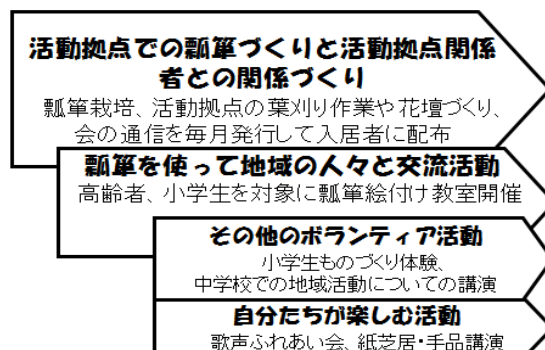 活動拠点での瓢箪づくりと活動拠点関係
者との関係づくり
瓢箪栽培、活動拠点の葉刈り作業や花壇づくり、
会の通信を毎月発行して入居者に配布
瓢箪を使って地域の人々と交流活動
高齢者、小学生を対象に瓢箪絵付け教室開催
その他のボランティア活動
小学生ものづくり体験、
中学校での地域活動についての講演
自分たちが楽しむ活動
歌声ふれあい会、紙芝居・手品講演